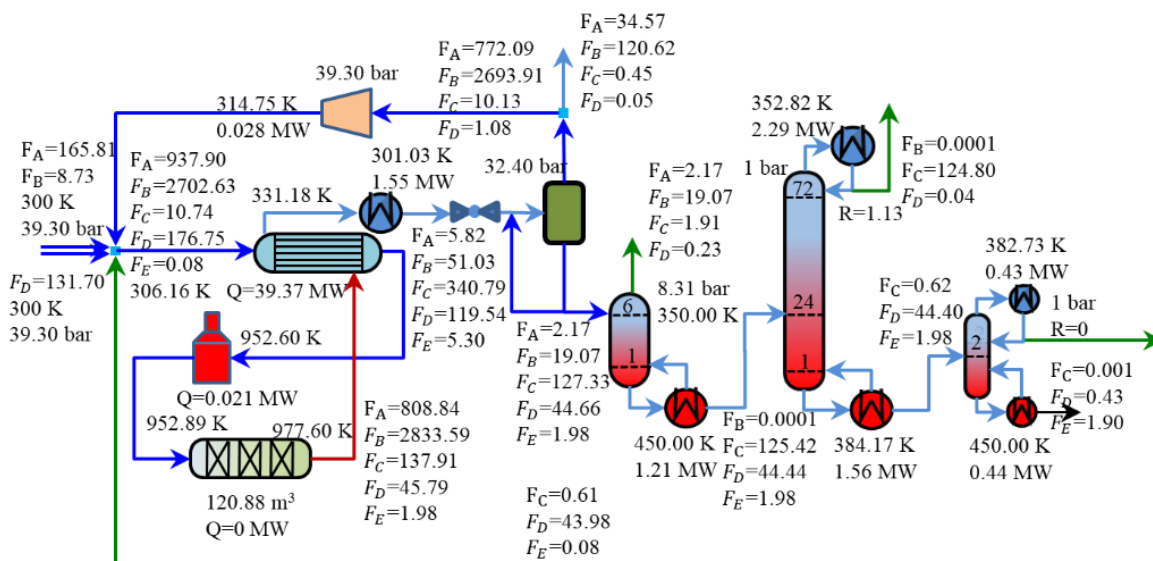 F_A=34.57
F_B=120.62
F_C=0.45
F_D=0.05
F_A=772.09
F_B=2693.91
F_C=10.13
F_D=1.08
39.30 bar
314.75 K
0.028 MW
F_A=165.81
F_B=8.73
300 K
39.30 bar
F_A=937.90
F_B=2702.63
F_C=10.74
F_D=176.75
F_E=0.08
306.16 K
F_D=131.70
300 K
39.30 bar
331.18 K
301.03 K
1.55 MW
32.40 bar
Q=39.37 MW
F_A=5.82
F_B=51.03
F_C=340.79
F_D=119.54
F_E=5.30
952.60 K
Q=0.021 MW
952.89 K
977.60 K
120.88 m³
Q=0 MW
F_A=808.84
F_B=2833.59
F_C=137.91
F_D=45.79
F_E=1.98
F_A=2.17
F_B=19.07
F_C=127.33
F_D=44.66
F_E=1.98
F_A=2.17
F_B=19.07
F_C=1.91
F_D=0.23
8.31 bar
350.00 K
6
1
450.00 K
1.21 MW
F_C=0.61
F_D=43.98
F_E=0.08
F_B=0.0001
F_C=125.42
F_D=44.44
F_E=1.98
352.82 K
2.29 MW
1 bar
72
24
1
R=1.13
F_B=0.0001
F_C=124.80
F_D=0.04
384.17 K
1.56 MW
F_C=0.62
F_D=44.40
F_E=1.98
382.73 K
0.43 MW
1 bar
R=0
2
F_C=0.001
F_D=0.43
F_E=1.90
450.00 K
0.44 MW